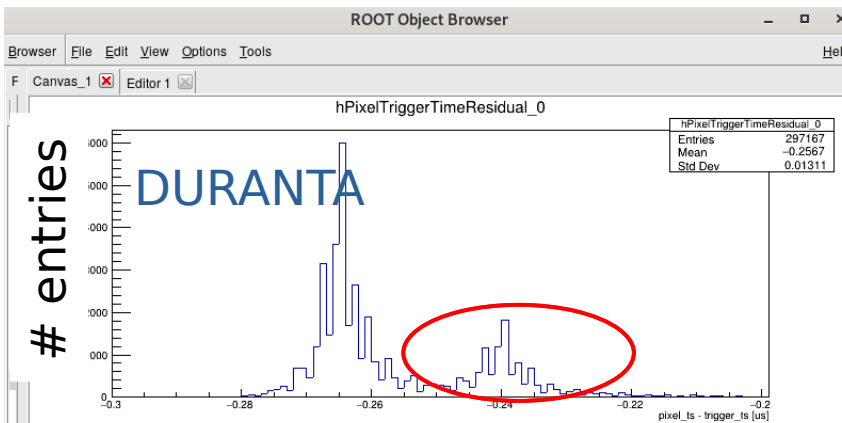 ROOT Object Browser
Browser File Edit View Options Tools
F Canvas_1 Editor 1
hPixelTriggerTimeResidual_0
hPixelTriggerTimeResidual_0
Entries 297167
Mean −0.2567
Std Dev 0.01311
DURANTA
# entries
2000
0
−0.3 −0.28 −0.26 −0.24 −0.22 −0.2
pixel_ts - trigger_ts [us]